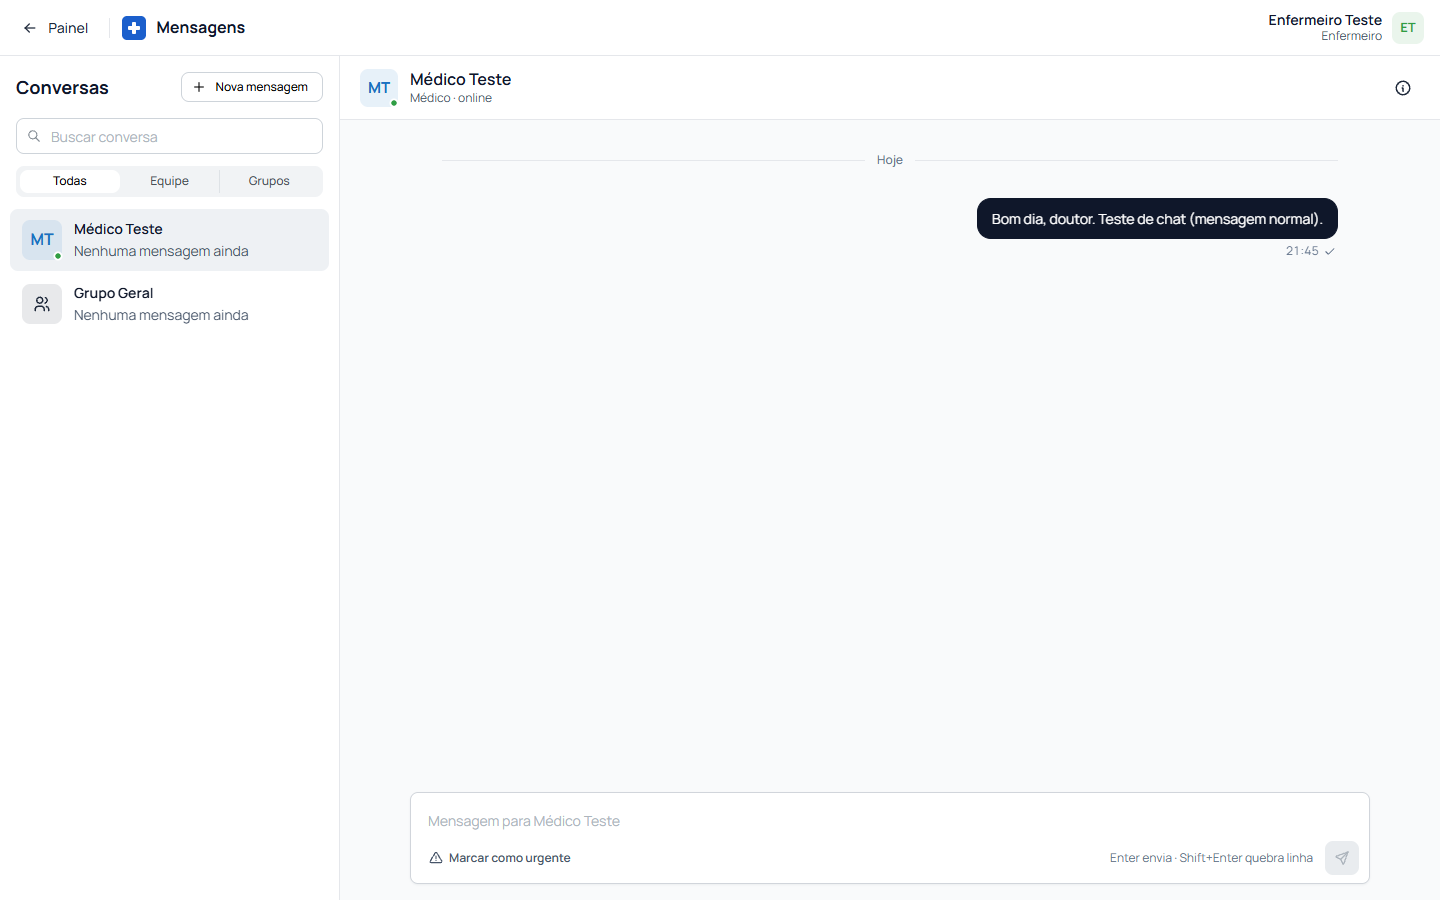 Painel
Mensagens
Enfermeiro Teste
Enfermeiro
ET
Conversas
Nova mensagem
Buscar conversa
Todas
Equipe
Grupos
MT
Médico Teste
Nenhuma mensagem ainda
Grupo Geral
Nenhuma mensagem ainda
MT
Médico Teste
Médico · online
Hoje
Bom dia, doutor. Teste de chat (mensagem normal).
21:45
Mensagem para Médico Teste
Marcar como urgente
Enter envia · Shift+Enter quebra linha